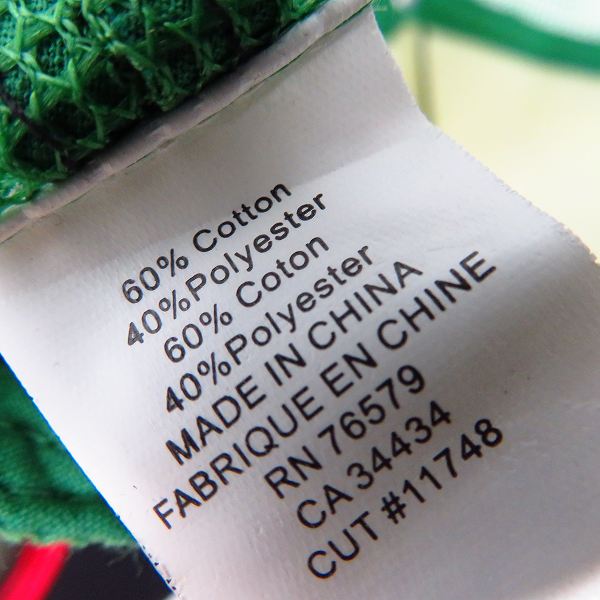 60% Cotton
40%Polyester
60% Coton
40%Polyester
MADE IN CHINA
FABRIQUE EN CHINE
RN 76579
CA 34434
CUT #11748